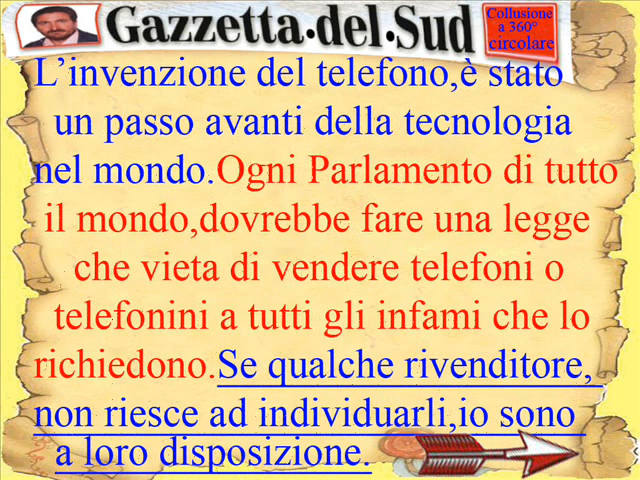 Gazzetta·del·Sud
Collusione
a 360°
circolare
L'invenzione del telefono,è stato
un passo avanti della tecnologia
nel mondo.Ogni Parlamento di tutto
il mondo,dovrebbe fare una legge
che vieta di vendere telefoni o
telefonini a tutti gli infami che lo
richiedono.Se qualche rivenditore,
non riesce ad individuarli,io sono
a loro disposizione.